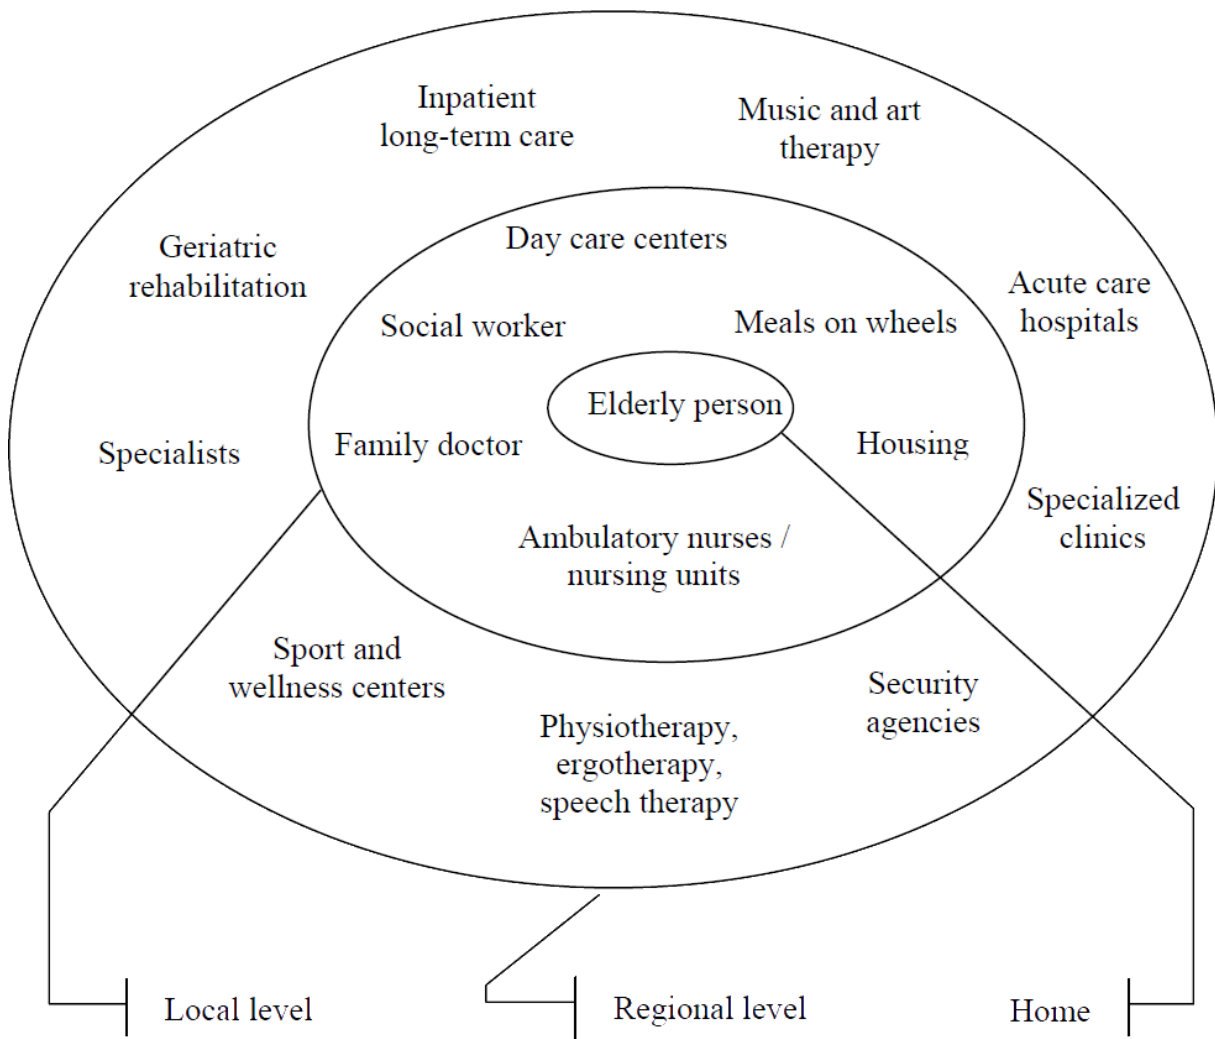 Inpatient
long-term care
Music and art
therapy
Geriatric
rehabilitation
Day care centers
Acute care
hospitals
Social worker
Meals on wheels
Elderly person
Specialists
Family doctor
Housing
Specialized
clinics
Ambulatory nurses /
nursing units
Sport and
wellness centers
Security
agencies
Physiotherapy,
ergotherapy,
speech therapy
Local level
Regional level
Home